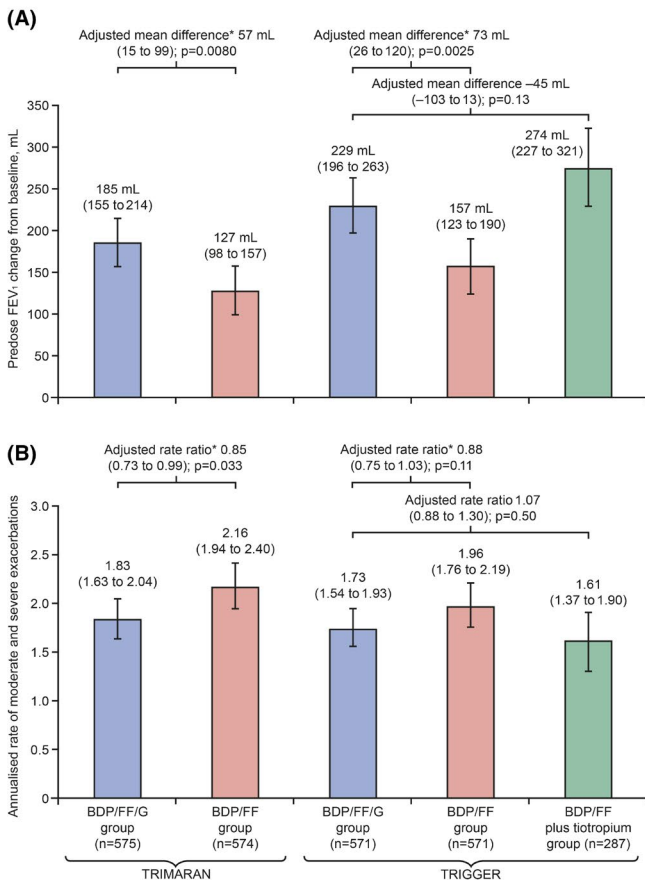 (A)
Adjusted mean difference* 57 mL
(15 to 99); p=0.0080
Adjusted mean difference* 73 mL
(26 to 120); p=0.0025
Adjusted mean difference –45 mL
(–103 to 13); p=0.13
Predose FEV₁ change from baseline, mL
350
300
250
200
150
100
50
0
185 mL
(155 to 214)
127 mL
(98 to 157)
229 mL
(196 to 263)
157 mL
(123 to 190)
274 mL
(227 to 321)
(B)
Adjusted rate ratio* 0.85
(0.73 to 0.99); p=0.033
Adjusted rate ratio* 0.88
(0.75 to 1.03); p=0.11
Adjusted rate ratio 1.07
(0.88 to 1.30); p=0.50
Annualised rate of moderate and severe exacerbations
3.0
2.5
2.0
1.5
1.0
0.5
0
1.83
(1.63 to 2.04)
2.16
(1.94 to 2.40)
1.73
(1.54 to 1.93)
1.96
(1.76 to 2.19)
1.61
(1.37 to 1.90)
BDP/FF/G
group
(n=575)
BDP/FF
group
(n=574)
BDP/FF/G
group
(n=571)
BDP/FF
group
(n=571)
BDP/FF
plus tiotropium
group (n=287)
TRIMARAN
TRIGGER